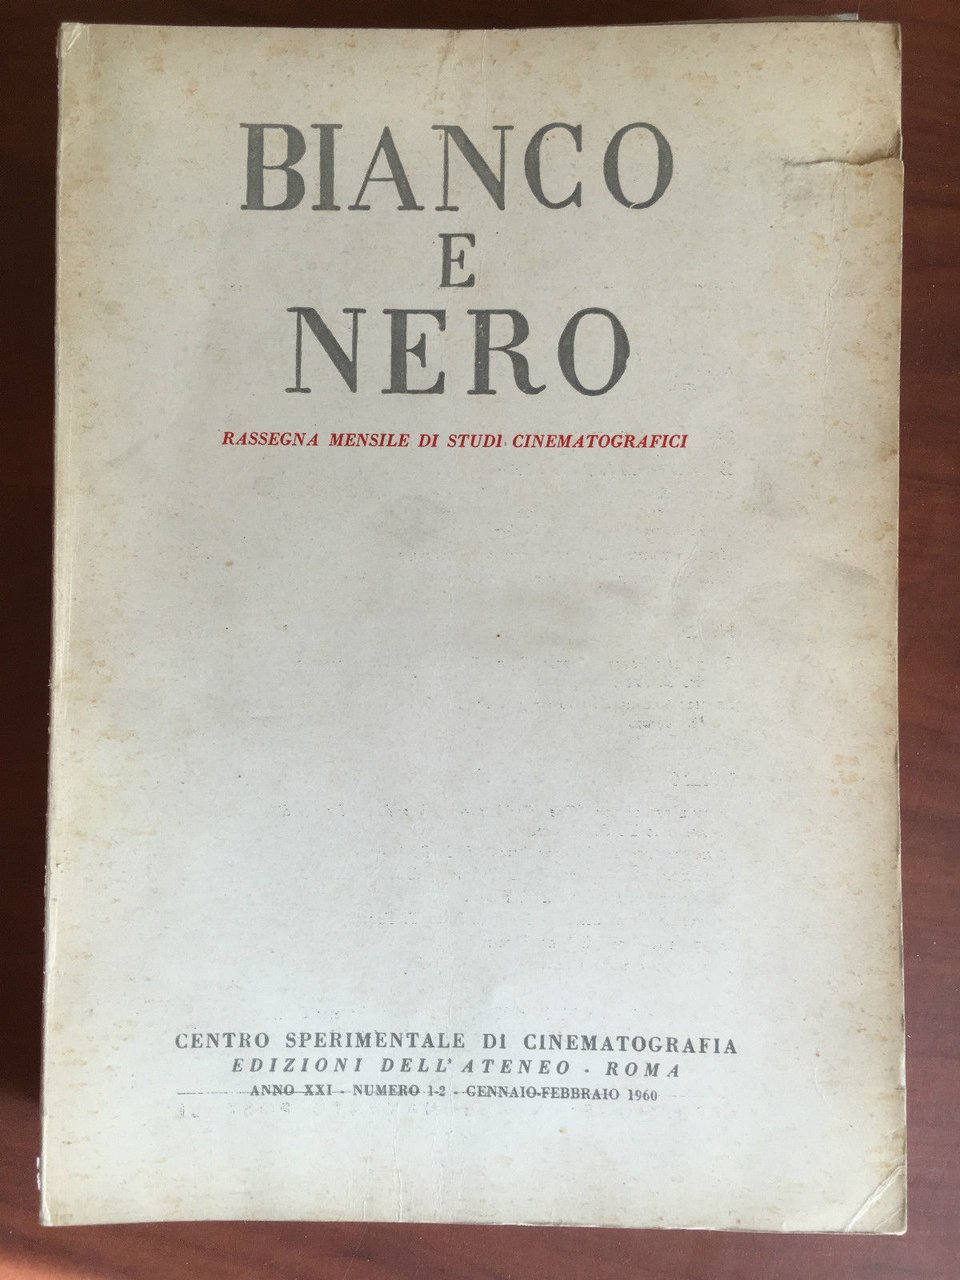 BIANCO
E
NERO
RASSEGNA MENSILE DI STUDI CINEMATOGRAFICI
CENTRO SPERIMENTALE DI CINEMATOGRAFIA
EDIZIONI DELL'ATENEO - ROMA
ANNO XXI - NUMERO 1-2 - GENNAIO-FEBBRAIO 1960